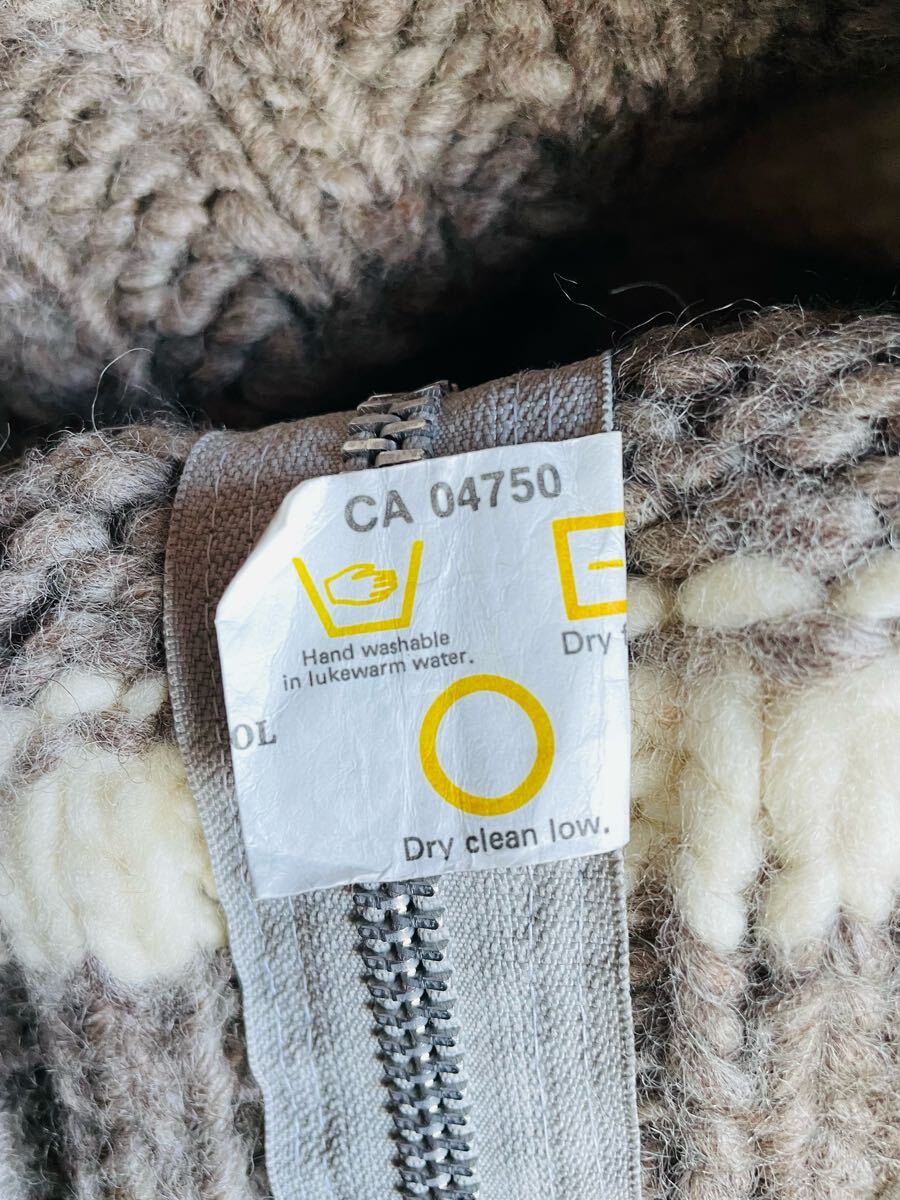 CA 04750
Hand washable
in lukewarm water.
Dry
OL
Dry clean low.